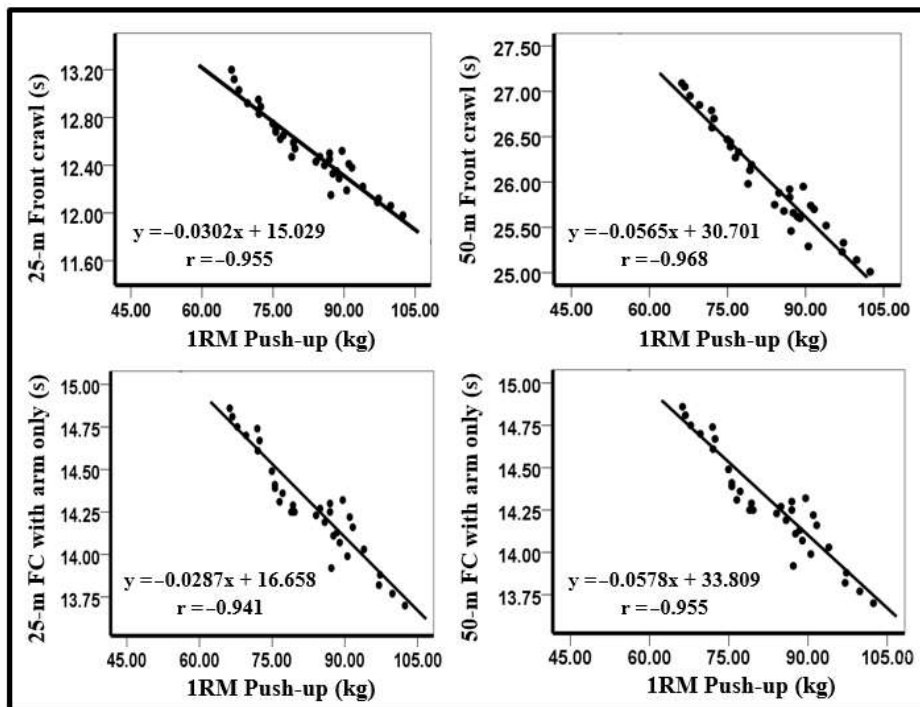 25-m Front crawl (s)
13.20
12.80
12.40
12.00
11.60
y =−0.0302x + 15.029
r =−0.955
45.00 60.00 75.00 90.00 105.00
1RM Push-up (kg)
50-m Front crawl (s)
27.50
27.00
26.50
26.00
25.50
25.00
y =−0.0565x + 30.701
r =−0.968
45.00 60.00 75.00 90.00 105.00
1RM Push-up (kg)
25-m FC with arm only (s)
15.00
14.75
14.50
14.25
14.00
13.75
y =−0.0287x + 16.658
r =−0.941
45.00 60.00 75.00 90.00 105.00
1RM Push-up (kg)
50-m FC with arm only (s)
15.00
14.50
14.00
13.75
y =−0.0578x + 33.809
r =−0.955
45.00 60.00 75.00 90.00 105.00
1RM Push-up (kg)